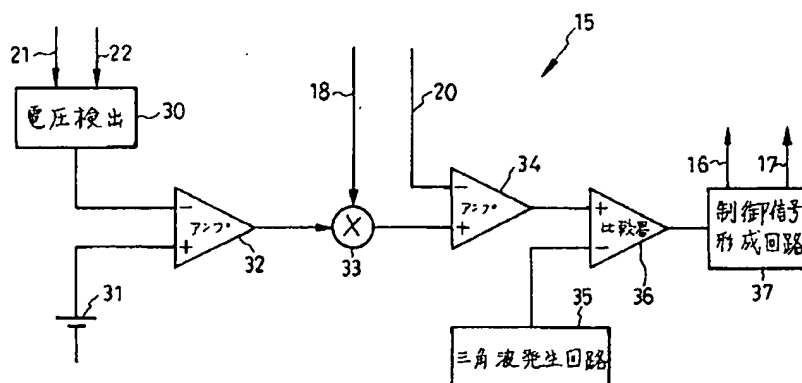 15
21
22
18
20
電圧検出
30
34
16
17
アンプ
-
+
アンプ
-
+
32
X
33
比較器
+
-
36
制御信号
形成回路
37
31
35
三角波発生回路